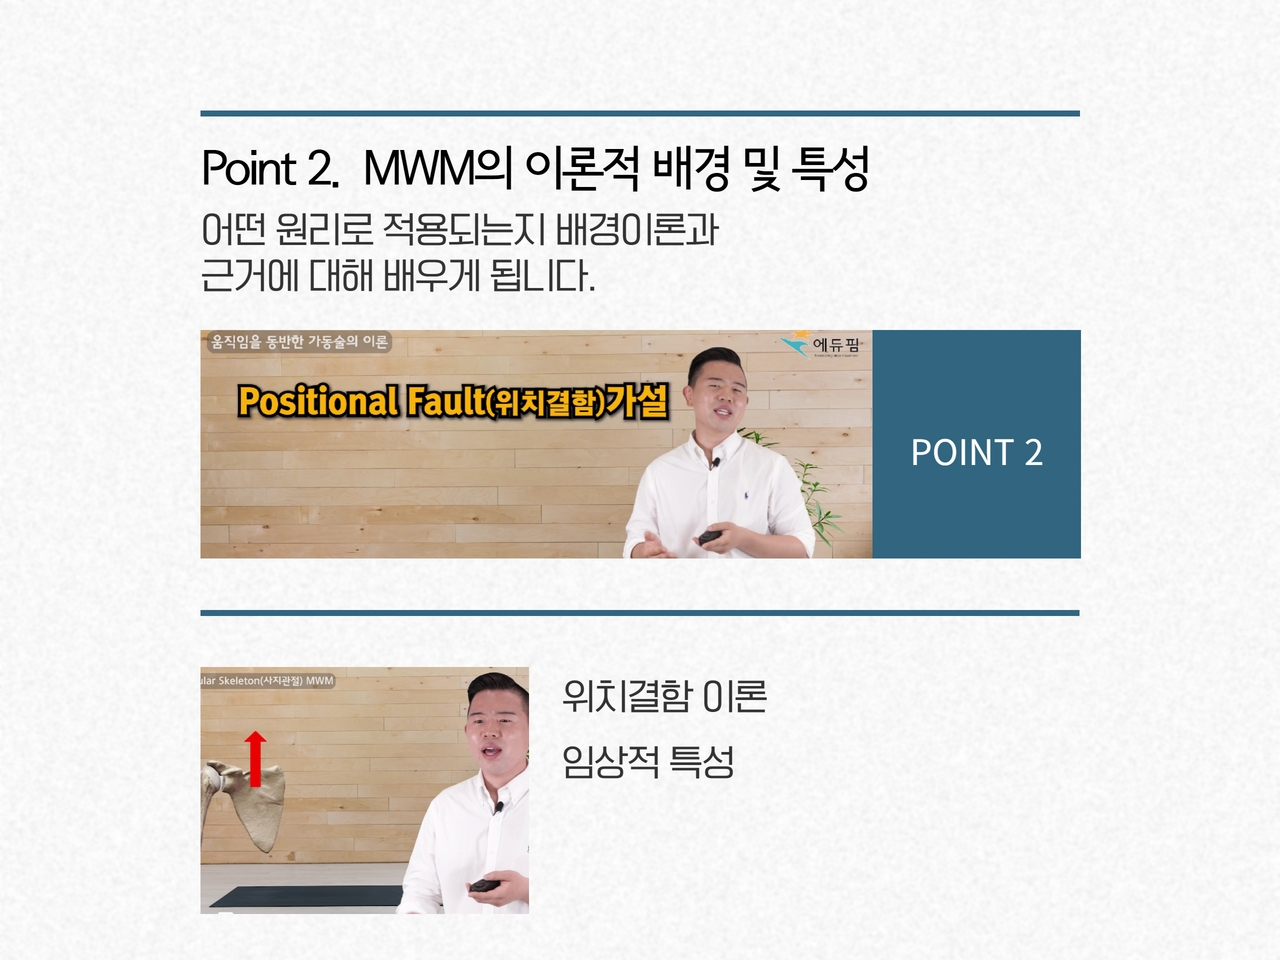 Point 2. MWM의 이론적 배경 및 특성
어떤 원리로 적용되는지 배경이론과
근거에 대해 배우게 됩니다.
움직임을 동반한 가동술의 이론
에듀핌
Positional Fault(위치결함)가설
POINT 2
ular Skeleton(사지관절) MWM
위치결함 이론
임상적 특성